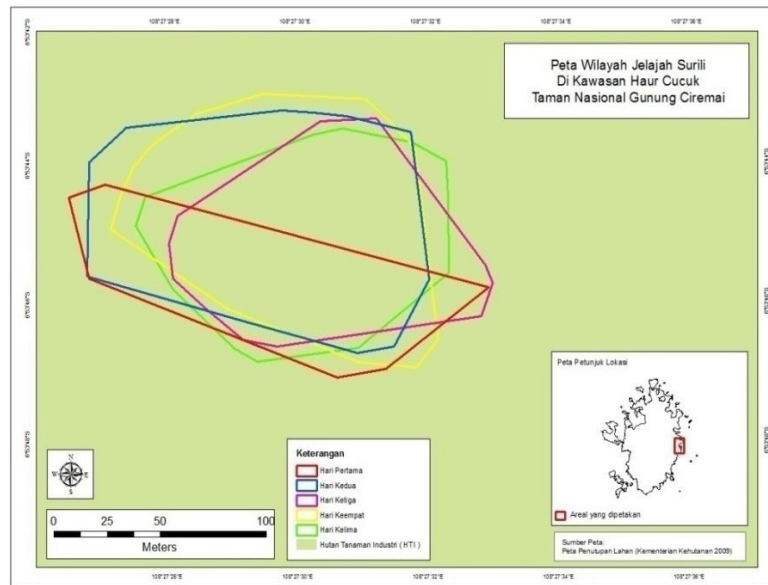 108°27'28"E 108°27'30"E 108°27'32"E 108°27'34"E 108°27'36"E
Peta Wilayah Jelajah Surili
Di Kawasan Haur Cucuk
Taman Nasional Gunung Ciremai
Peta Petunjuk Lokasi
Areal yang dipetakan
Sumber Peta:
Peta Penutupan Lahan (Kementerian Kehutanan 2009)
N
W E
S
0 25 50 100
Meters
Keterangan
Hari Pertama
Hari Kedua
Hari Ketiga
Hari Keempat
Hari Kelima
Hutan Tanaman Industri ( HTI )
108°27'28"E 108°27'30"E 108°27'32"E 108°27'34"E 108°27'36"E